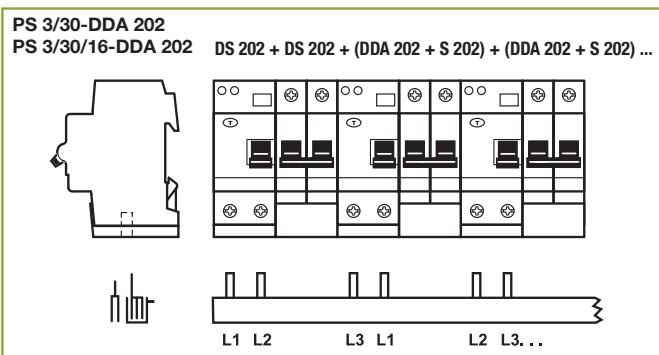 PS 3/30-DDA 202
PS 3/30/16-DDA 202 DS 202 + DS 202 + (DDA 202 + S 202) + (DDA 202 + S 202) ...
T T T
L1 L2 L3 L1 L2 L3...